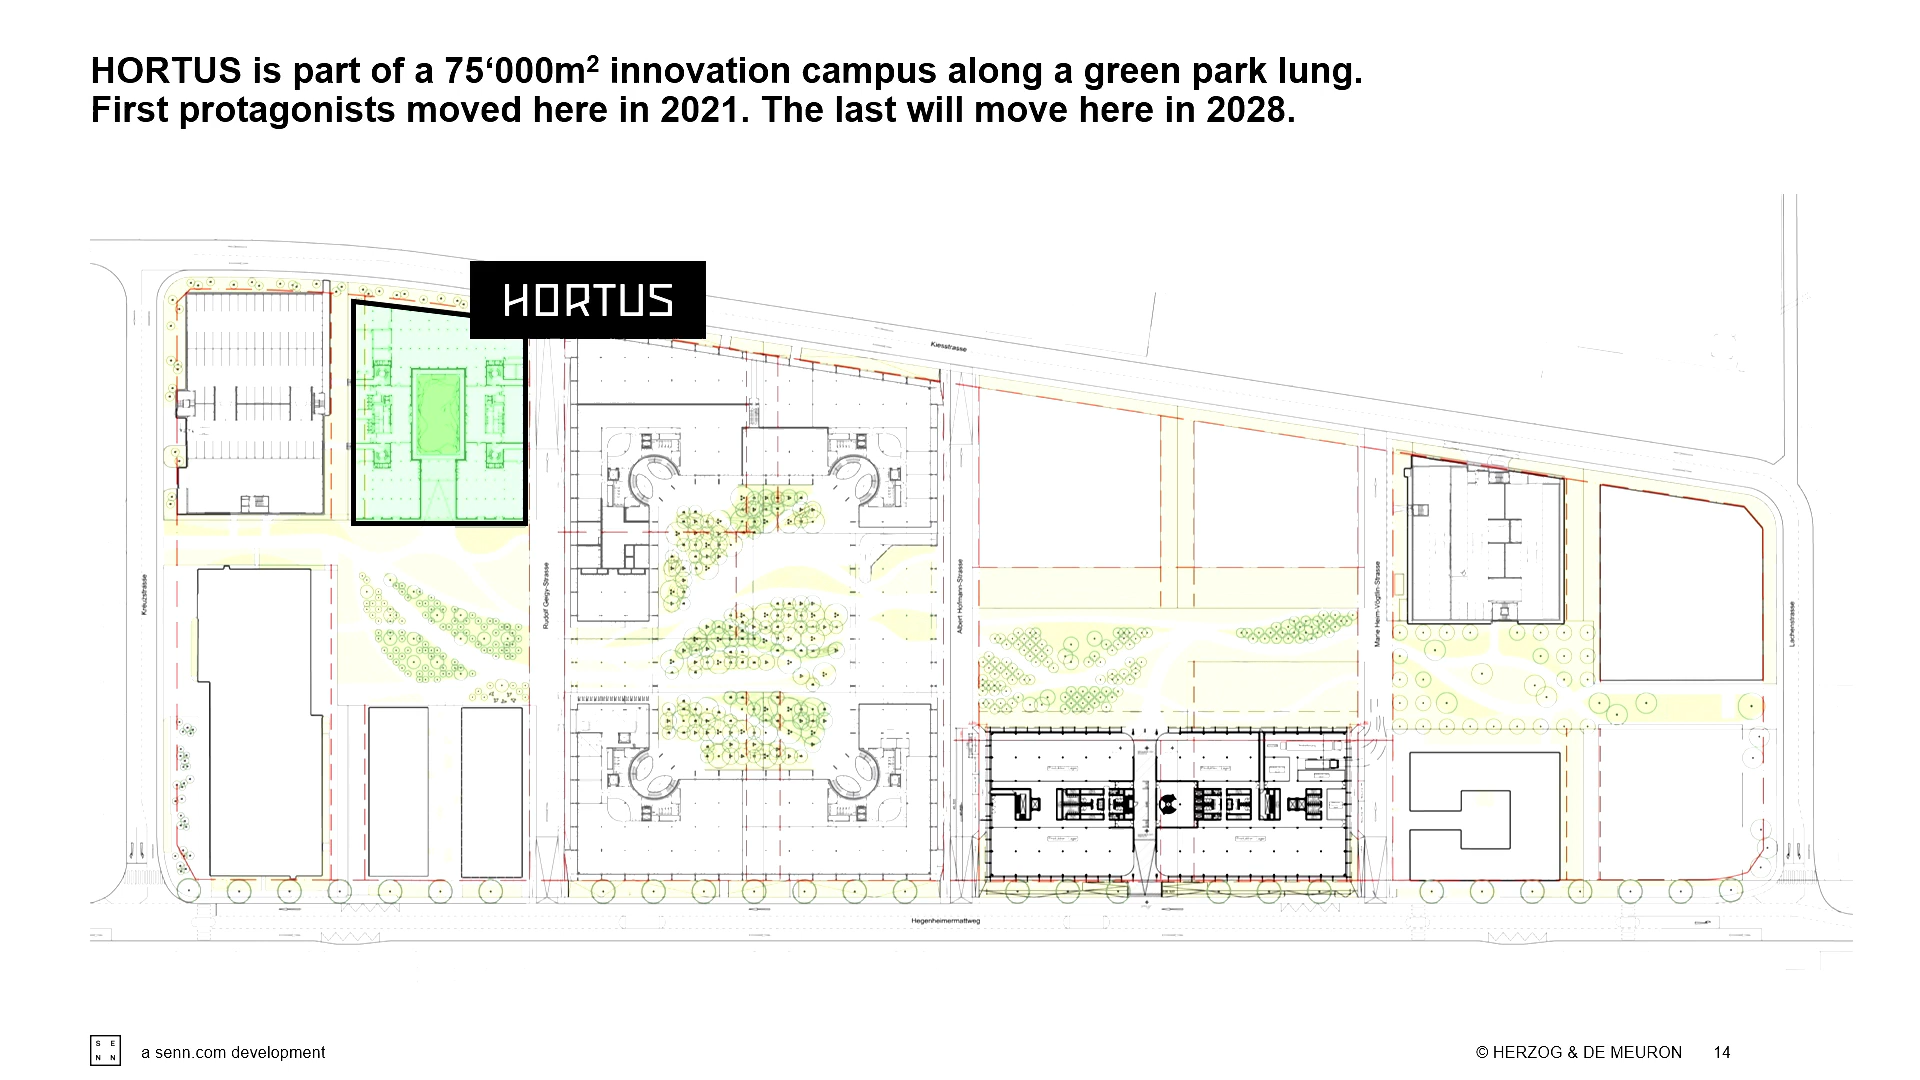 HORTUS is part of a 75‘000m² innovation campus along a green park lung.
First protagonists moved here in 2021. The last will move here in 2028.
HORTUS
Kiesstrasse
Kreuzstrasse
Rudolf Geigy-Strasse
Albert Hofmann-Strasse
Marie Heim-Vögtlin-Strasse
Lachenstrasse
Hegenheimermattweg
S E
N N
a senn.com development
© HERZOG & DE MEURON
14